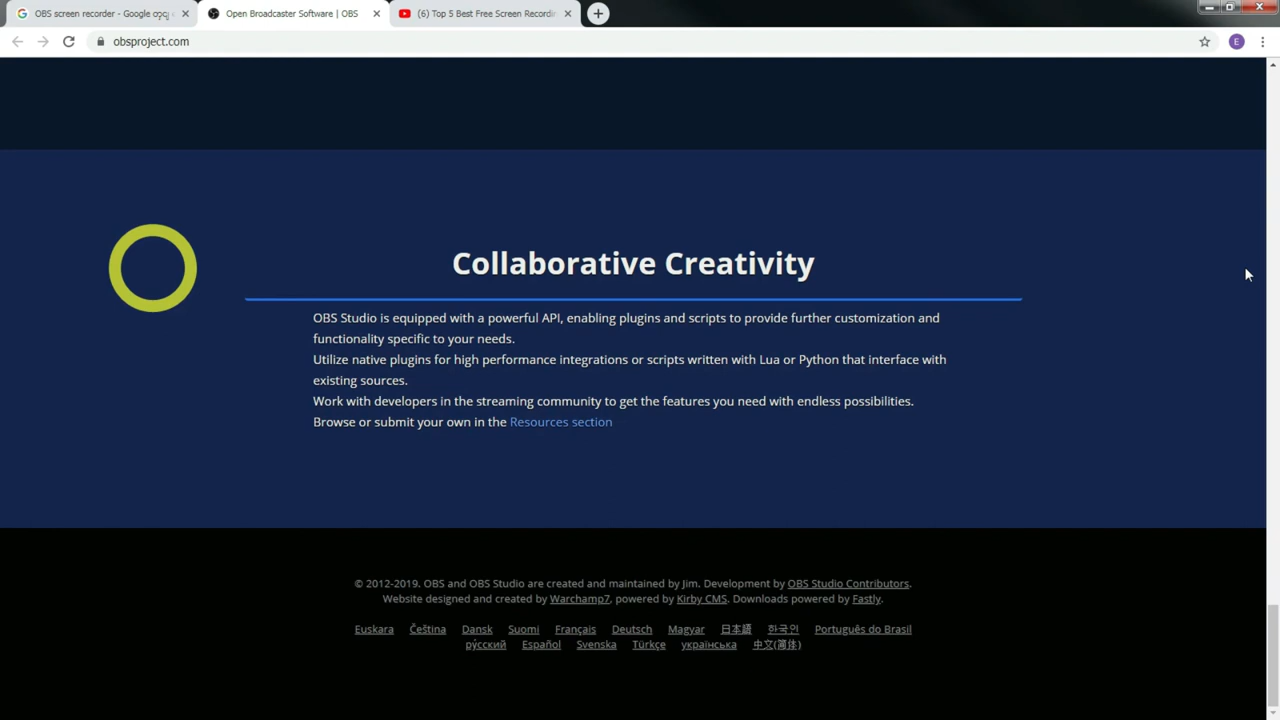 OBS screen recorder - Google
Open Broadcaster Software | OBS
(6) Top 5 Best Free Screen Recordi
obsproject.com
E
Collaborative Creativity
OBS Studio is equipped with a powerful API, enabling plugins and scripts to provide further customization and
functionality specific to your needs.
Utilize native plugins for high performance integrations or scripts written with Lua or Python that interface with
existing sources.
Work with developers in the streaming community to get the features you need with endless possibilities.
Browse or submit your own in the Resources section
© 2012-2019. OBS and OBS Studio are created and maintained by Jim. Development by OBS Studio Contributors.
Website designed and created by Warchamp7, powered by Kirby CMS. Downloads powered by Fastly.
Euskara Čeština Dansk Suomi Français Deutsch Magyar 日本語 한국인 Português do Brasil
ру́сский Español Svenska Türkçe українська 中文(简体)